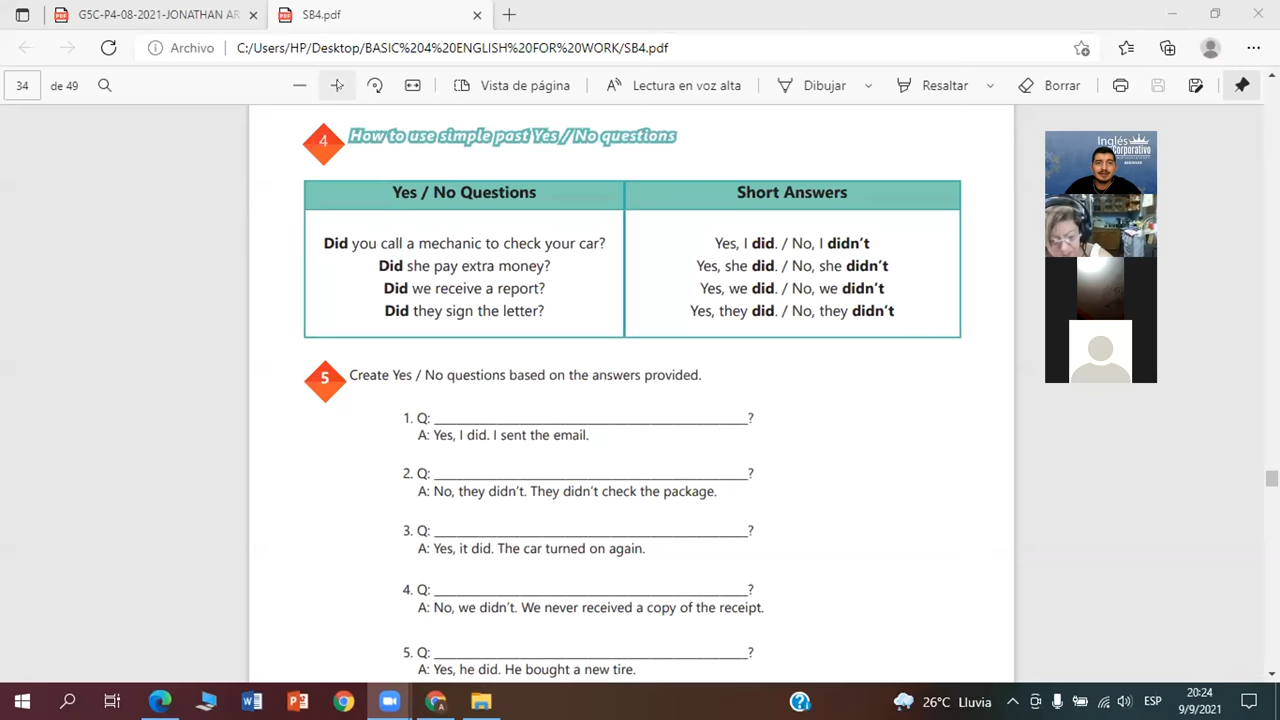 G5C-P4-08-2021-JONATHAN AR
SB4.pdf
Archivo
C:/Users/HP/Desktop/BASIC%204%20ENGLISH%20FOR%20WORK/SB4.pdf
34 de 49
Vista de página
Lectura en voz alta
Dibujar
Resaltar
Borrar
4 How to use simple past Yes / No questions
Yes / No Questions
Short Answers
Did you call a mechanic to check your car?
Yes, I did. / No, I didn't
Did she pay extra money?
Yes, she did. / No, she didn't
Did we receive a report?
Yes, we did. / No, we didn't
Did they sign the letter?
Yes, they did. / No, they didn't
5 Create Yes / No questions based on the answers provided.
1. Q: ______________________________________?
A: Yes, I did. I sent the email.
2. Q: ______________________________________?
A: No, they didn't. They didn't check the package.
3. Q: ______________________________________?
A: Yes, it did. The car turned on again.
4. Q: ______________________________________?
A: No, we didn't. We never received a copy of the receipt.
5. Q: ______________________________________?
A: Yes, he did. He bought a new tire.
Inglés
Corporativo
26°C Lluvia
ESP
20:24
9/9/2021